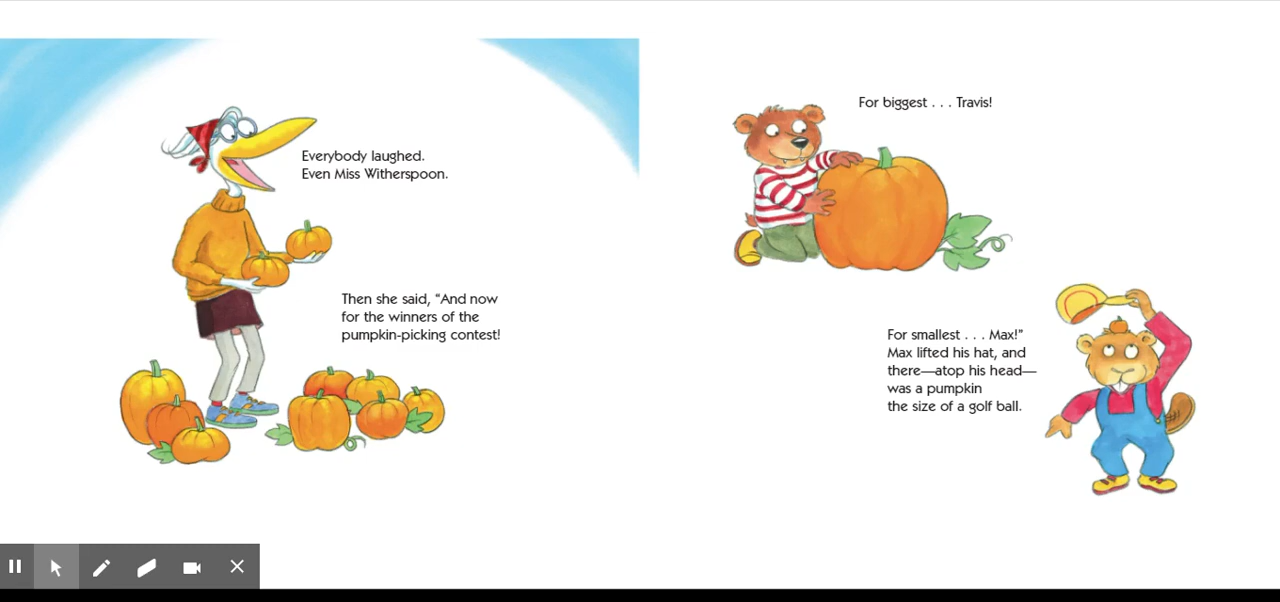 Everybody laughed.
Even Miss Witherspoon.
Then she said, “And now
for the winners of the
pumpkin-picking contest!
For biggest . . . Travis!
For smallest . . . Max!”
Max lifted his hat, and
there—atop his head—
was a pumpkin
the size of a golf ball.